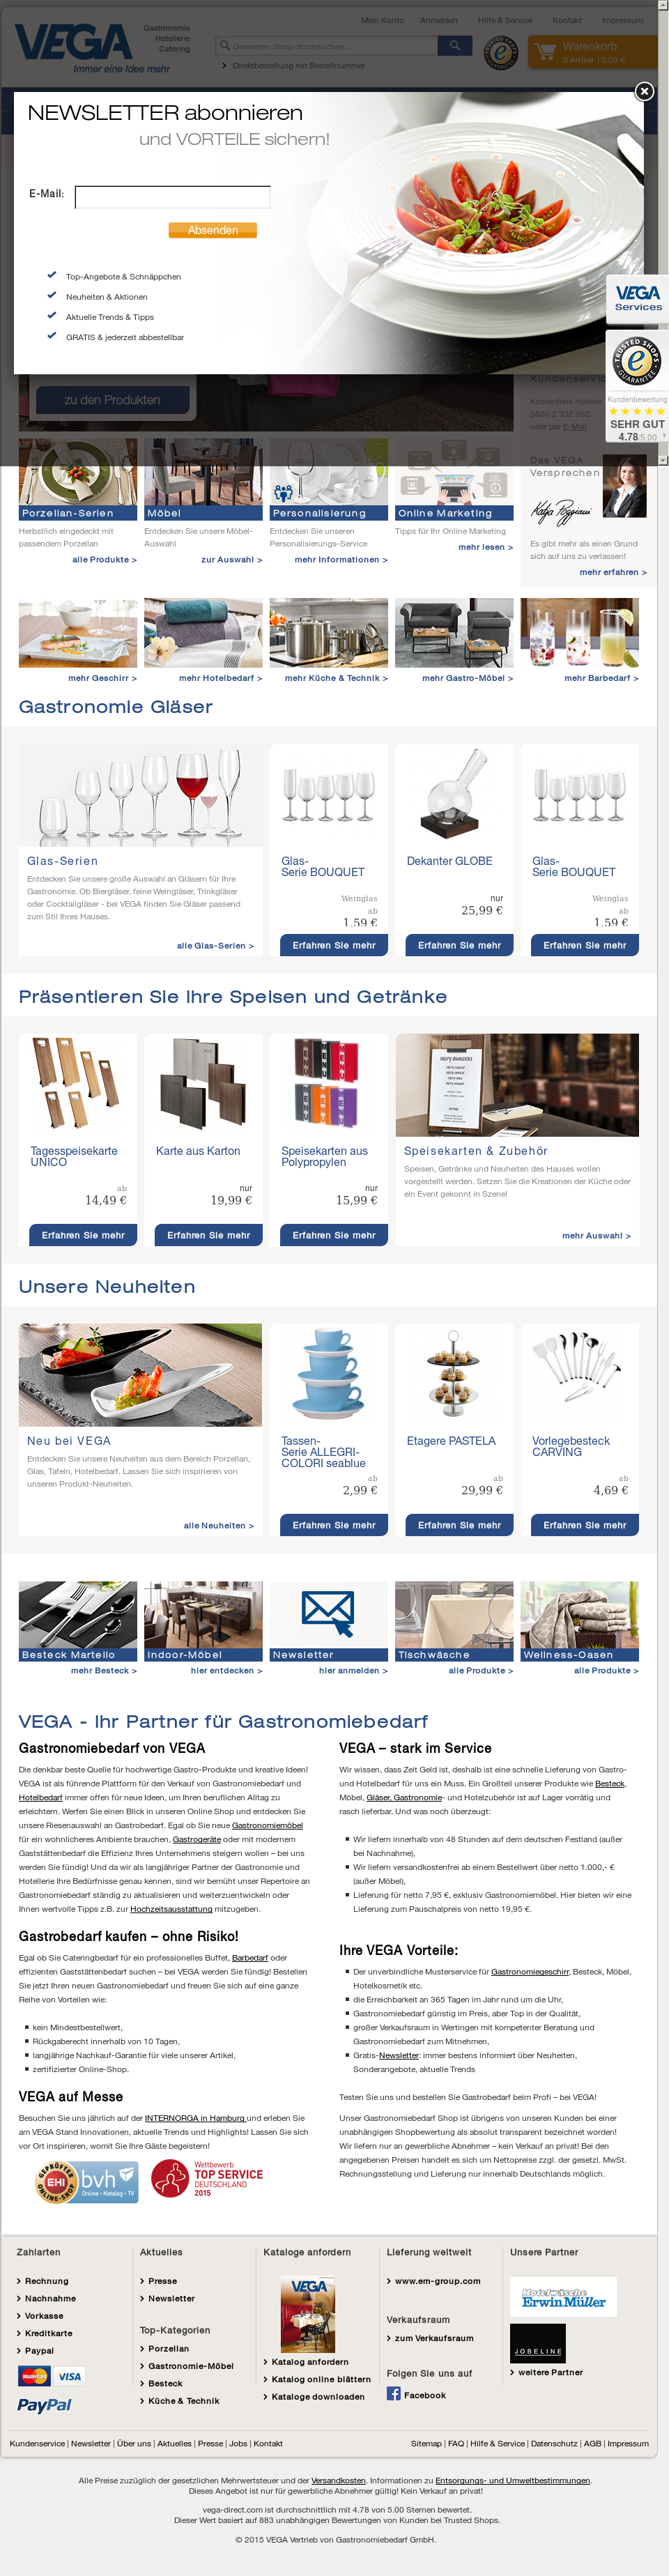 VEGA
Immer eine Idee mehr
Gastronomie
Hotellerie
Catering
Mein Konto Anmelden Hilfe & Service Kontakt Impressum
Gesamten Shop durchsuchen...
Direktbestellung mit Bestellnummer
Warenkorb
0 Artikel | 0,00 €
NEWSLETTER abonnieren
und VORTEILE sichern!
E-Mail:
Absenden
Top-Angebote & Schnäppchen
Neuheiten & Aktionen
Aktuelle Trends & Tipps
GRATIS & jederzeit abbestellbar
VEGA
Services
TRUSTED SHOPS
GUARANTEE
Kundenbewertung
SEHR GUT
4.78/5.00
zu den Produkten
Kundenservice
Kostenfreie Hotline
0800 2 332 262
oder per E-Mail
Das VEGA
Versprechen
Es gibt mehr als einen Grund
sich auf uns zu verlassen!
mehr erfahren >
Porzellan-Serien
Herbstlich eingedeckt mit
passendem Porzellan
alle Produkte >
Möbel
Entdecken Sie unsere Möbel-
Auswahl
zur Auswahl >
Personalisierung
Entdecken Sie unseren
Personalisierungs-Service
mehr Informationen >
Online Marketing
Tipps für Ihr Online Marketing
mehr lesen >
mehr Geschirr >
mehr Hotelbedarf >
mehr Küche & Technik >
mehr Gastro-Möbel >
mehr Barbedarf >
Gastronomie Gläser
Glas-Serien
Entdecken Sie unsere große Auswahl an Gläsern für Ihre
Gastronomie. Ob Biergläser, feine Weingläser, Trinkgläser
oder Cocktailgläser - bei VEGA finden Sie Gläser passend
zum Stil Ihres Hauses.
alle Glas-Serien >
Glas-
Serie BOUQUET
Weinglas
ab
1,59 €
Erfahren Sie mehr
Dekanter GLOBE
nur
25,99 €
Erfahren Sie mehr
Glas-
Serie BOUQUET
Weinglas
ab
1,59 €
Erfahren Sie mehr
Präsentieren Sie Ihre Speisen und Getränke
Tagesspeisekarte
UNICO
ab
14,49 €
Erfahren Sie mehr
Karte aus Karton
nur
19,99 €
Erfahren Sie mehr
Speisekarten aus
Polypropylen
nur
15,99 €
Erfahren Sie mehr
Speisekarten & Zubehör
Speisen, Getränke und Neuheiten des Hauses wollen
vorgestellt werden. Setzen Sie die Kreationen der Küche oder
ein Event gekonnt in Szene!
mehr Auswahl >
Unsere Neuheiten
Neu bei VEGA
Entdecken Sie unsere Neuheiten aus dem Bereich Porzellan,
Glas, Tafeln, Hotelbedarf. Lassen Sie sich inspirieren von
unseren Produkt-Neuheiten.
alle Neuheiten >
Tassen-
Serie ALLEGRI-
COLORI seablue
ab
2,99 €
Erfahren Sie mehr
Etagere PASTELA
ab
29,99 €
Erfahren Sie mehr
Vorlegebesteck
CARVING
ab
4,69 €
Erfahren Sie mehr
Besteck Martello
mehr Besteck >
Indoor-Möbel
hier entdecken >
Newsletter
hier anmelden >
Tischwäsche
alle Produkte >
Wellness-Oasen
alle Produkte >
VEGA - Ihr Partner für Gastronomiebedarf
Gastronomiebedarf von VEGA
Die denkbar beste Quelle für hochwertige Gastro-Produkte und kreative Ideen!
VEGA ist als führende Plattform für den Verkauf von Gastronomiebedarf und
Hotelbedarf immer offen für neue Ideen, um Ihren beruflichen Alltag zu
erleichtern. Werfen Sie einen Blick in unseren Online Shop und entdecken Sie
unsere Riesenauswahl an Gastrobedarf. Egal ob Sie neue Gastronomiemöbel
für ein wohnlicheres Ambiente brauchen, Gastrogeräte oder mit modernem
Gaststättenbedarf die Effizienz Ihres Unternehmens steigern wollen – bei uns
werden Sie fündig! Und da wir als langjähriger Partner der Gastronomie und
Hotellerie Ihre Bedürfnisse genau kennen, sind wir bemüht unser Repertoire an
Gastronomiebedarf ständig zu aktualisieren und weiterzuentwickeln oder
Ihnen wertvolle Tipps z.B. zur Hochzeitsausstattung mitzugeben.
Gastrobedarf kaufen – ohne Risiko!
Egal ob Sie Cateringbedarf für ein professionelles Buffet, Barbedarf oder
effizienten Gaststättenbedarf suchen – bei VEGA werden Sie fündig! Bestellen
Sie jetzt Ihren neuen Gastronomiebedarf und freuen Sie sich auf eine ganze
Reihe von Vorteilen wie:
kein Mindestbestellwert,
Rückgaberecht innerhalb von 10 Tagen,
langjährige Nachkauf-Garantie für viele unserer Artikel,
zertifizierter Online-Shop.
VEGA auf Messe
Besuchen Sie uns jährlich auf der INTERNORGA in Hamburg und erleben Sie
am VEGA Stand Innovationen, aktuelle Trends und Highlights! Lassen Sie sich
vor Ort inspirieren, womit Sie Ihre Gäste begeistern!
GEPRÜFTER
EHI
ONLINE-SHOP
bvh
Online • Katalog • TV
Wettbewerb
TOP SERVICE
DEUTSCHLAND
2015
VEGA – stark im Service
Wir wissen, dass Zeit Geld ist, deshalb ist eine schnelle Lieferung von Gastro-
und Hotelbedarf für uns ein Muss. Ein Großteil unserer Produkte wie Besteck,
Möbel, Gläser, Gastronomie- und Hotelzubehör ist auf Lager vorrätig und
rasch lieferbar. Und was noch überzeugt:
Wir liefern innerhalb von 48 Stunden auf dem deutschen Festland (außer
bei Nachnahme),
Wir liefern versandkostenfrei ab einem Bestellwert über netto 1.000,- €
(außer Möbel),
Lieferung für netto 7,95 €, exklusiv Gastronomiemöbel. Hier bieten wir eine
Lieferung zum Pauschalpreis von netto 19,95 €.
Ihre VEGA Vorteile:
Der unverbindliche Musterservice für Gastronomiegeschirr, Besteck, Möbel,
Hotelkosmetik etc.
die Erreichbarkeit an 365 Tagen im Jahr rund um die Uhr,
Gastronomiebedarf günstig im Preis, aber Top in der Qualität,
großer Verkaufsraum in Wertingen mit kompetenter Beratung und
Gastronomiebedarf zum Mitnehmen,
Gratis-Newsletter: immer bestens informiert über Neuheiten,
Sonderangebote, aktuelle Trends
Testen Sie uns und bestellen Sie Gastrobedarf beim Profi – bei VEGA!
Unser Gastronomiebedarf Shop ist übrigens von unseren Kunden bei einer
unabhängigen Shopbewertung als absolut transparent bezeichnet worden!
Wir liefern nur an gewerbliche Abnehmer – kein Verkauf an privat! Bei den
angegebenen Preisen handelt es sich um Nettopreise zzgl. der gesetzl. MwSt.
Rechnungsstellung und Lieferung nur innerhalb Deutschlands möglich.
Zahlarten
Rechnung
Nachnahme
Vorkasse
Kreditkarte
Paypal
MasterCard
VISA
PayPal
Aktuelles
Presse
Newsletter
Top-Kategorien
Porzellan
Gastronomie-Möbel
Besteck
Küche & Technik
Kataloge anfordern
VEGA
Katalog anfordern
Katalog online blättern
Kataloge downloaden
Lieferung weltweit
www.em-group.com
Verkaufsraum
zum Verkaufsraum
Folgen Sie uns auf
Facebook
Unsere Partner
Hotelwäsche
Erwin Müller
JOBELINE
weitere Partner
Kundenservice | Newsletter | Über uns | Aktuelles | Presse | Jobs | Kontakt
Sitemap | FAQ | Hilfe & Service | Datenschutz | AGB | Impressum
Alle Preise zuzüglich der gesetzlichen Mehrwertsteuer und der Versandkosten. Informationen zu Entsorgungs- und Umweltbestimmungen.
Dieses Angebot ist nur für gewerbliche Abnehmer gültig! Kein Verkauf an privat!
vega-direct.com ist durchschnittlich mit 4.78 von 5.00 Sternen bewertet.
Dieser Wert basiert auf 883 unabhängigen Bewertungen von Kunden bei Trusted Shops.
© 2015 VEGA Vertrieb von Gastronomiebedarf GmbH.